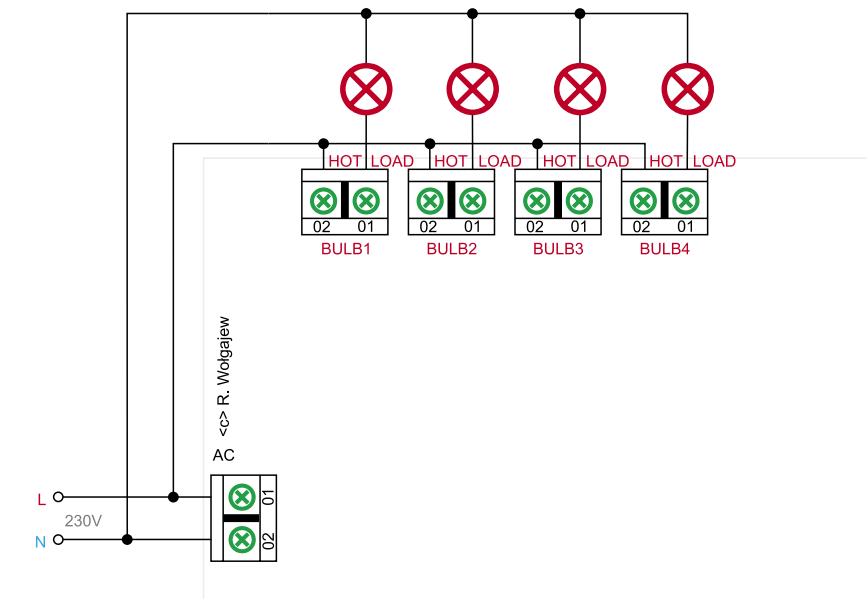 HOT LOAD HOT LOAD HOT LOAD HOT LOAD
02 01 02 01 02 01 02 01
BULB1 BULB2 BULB3 BULB4
<c> R. Wołgajew
AC
L 01
230V
N 02